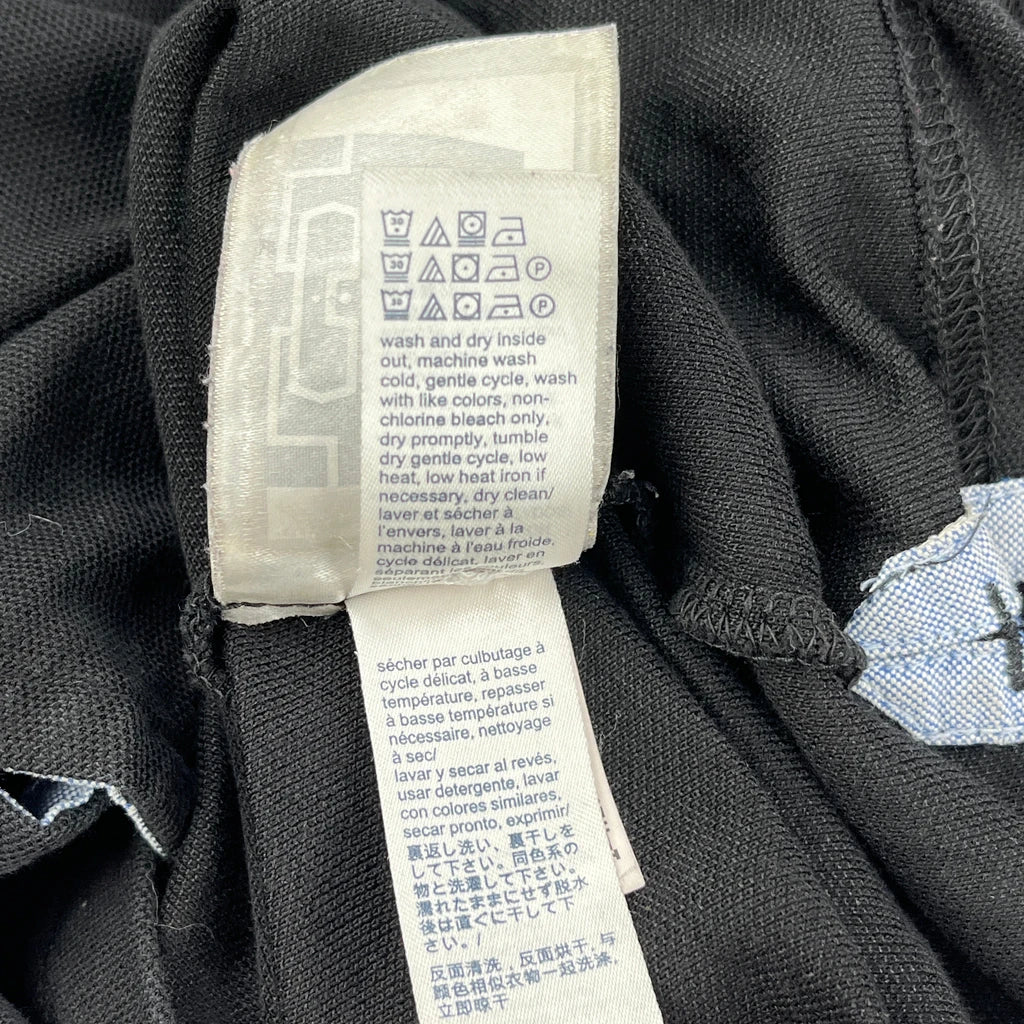 30
30 P
30 P
wash and dry inside
out, machine wash
cold, gentle cycle, wash
with like colors, non-
chlorine bleach only,
dry promptly, tumble
dry gentle cycle, low
heat, low heat iron if
necessary, dry clean/
laver et sécher à
l'envers, laver à la
machine à l'eau froide,
cycle délicat, laver en
séparant les couleurs,
sécher par culbutage à
cycle délicat, à basse
température, repasser
à basse température si
nécessaire, nettoyage
à sec/
lavar y secar al revés,
usar detergente, lavar
con colores similares,
secar pronto, exprimir/
裏返し洗い、裏干しを
して下さい。同色系の
物と洗濯して下さい。
濡れたままにせず脱水
後は直ぐに干して下
さい。/
反面清洗，反面烘干,与
颜色相似衣物一起洗涤,
立即晾干